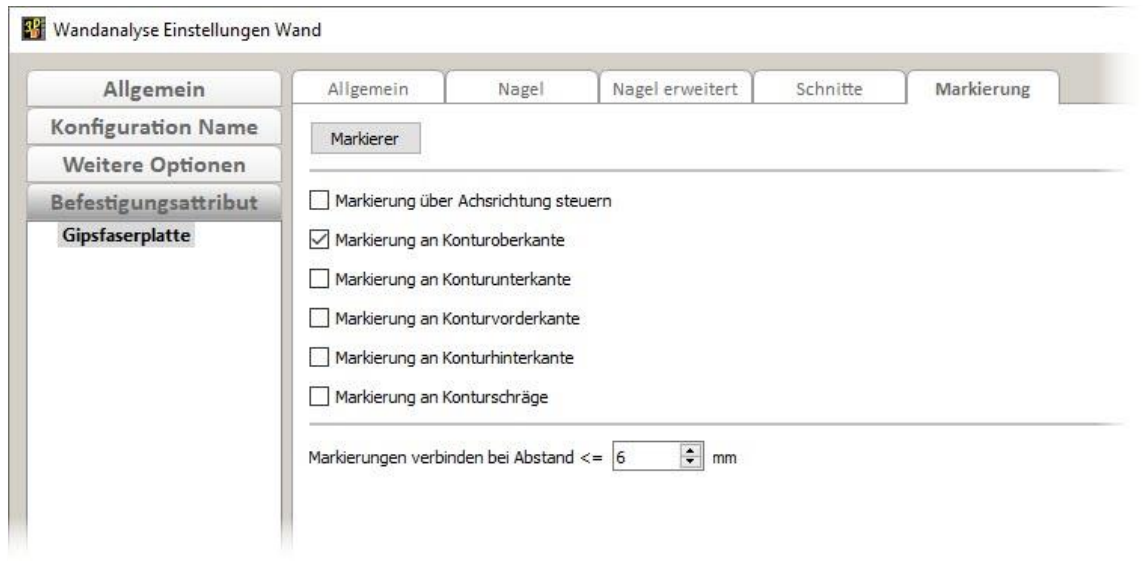 Wandanalyse Einstellungen Wand
Allgemein
Konfiguration Name
Weitere Optionen
Befestigungsattribut
Gipsfaserplatte
Allgemein Nagel Nagel erweitert Schnitte Markierung
Markierer
Markierung über Achsrichtung steuern
Markierung an Konturoberkante
Markierung an Konturunterkante
Markierung an Konturvorderkante
Markierung an Konturhinterkante
Markierung an Konturschräge
Markierungen verbinden bei Abstand <= 6 mm